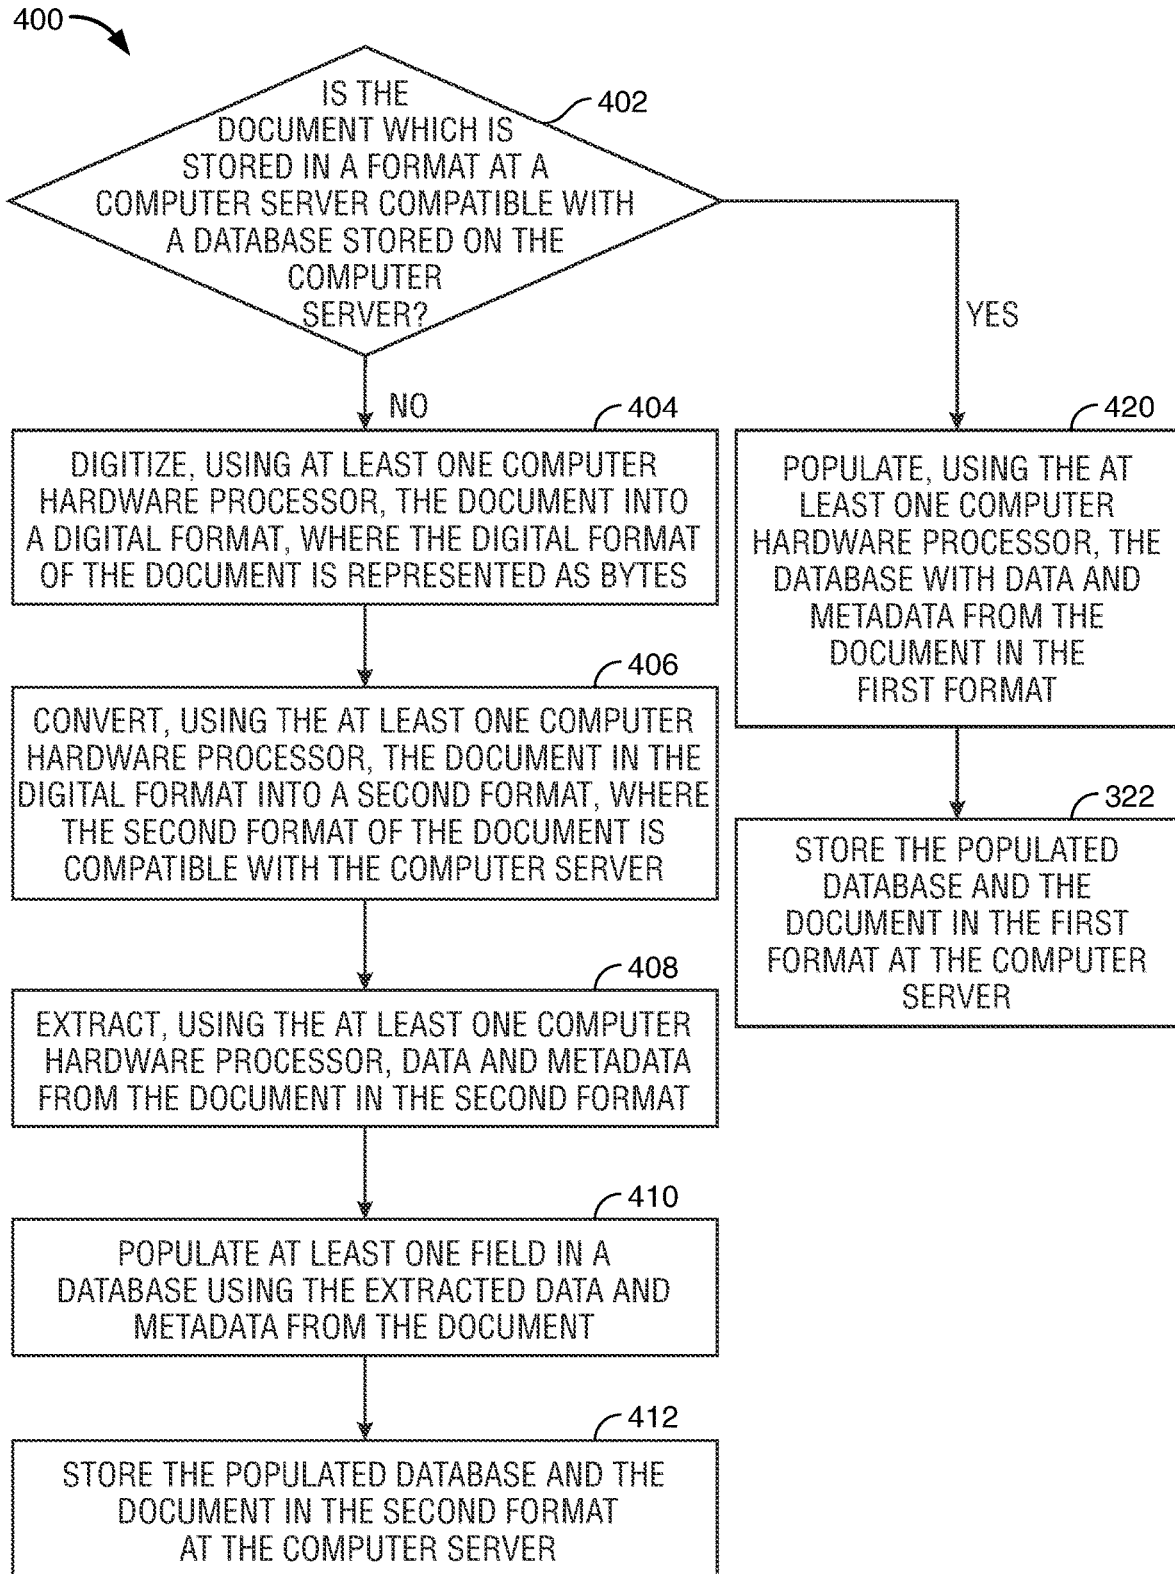 400
IS THE
DOCUMENT WHICH IS
STORED IN A FORMAT AT A
COMPUTER SERVER COMPATIBLE WITH
A DATABASE STORED ON THE
COMPUTER
SERVER?
402
YES
NO
404
DIGITIZE, USING AT LEAST ONE COMPUTER
HARDWARE PROCESSOR, THE DOCUMENT INTO
A DIGITAL FORMAT, WHERE THE DIGITAL FORMAT
OF THE DOCUMENT IS REPRESENTED AS BYTES
406
CONVERT, USING THE AT LEAST ONE COMPUTER
HARDWARE PROCESSOR, THE DOCUMENT IN THE
DIGITAL FORMAT INTO A SECOND FORMAT, WHERE
THE SECOND FORMAT OF THE DOCUMENT IS
COMPATIBLE WITH THE COMPUTER SERVER
408
EXTRACT, USING THE AT LEAST ONE COMPUTER
HARDWARE PROCESSOR, DATA AND METADATA
FROM THE DOCUMENT IN THE SECOND FORMAT
410
POPULATE AT LEAST ONE FIELD IN A
DATABASE USING THE EXTRACTED DATA AND
METADATA FROM THE DOCUMENT
412
STORE THE POPULATED DATABASE AND THE
DOCUMENT IN THE SECOND FORMAT
AT THE COMPUTER SERVER
420
POPULATE, USING THE AT
LEAST ONE COMPUTER
HARDWARE PROCESSOR, THE
DATABASE WITH DATA AND
METADATA FROM THE
DOCUMENT IN THE
FIRST FORMAT
322
STORE THE POPULATED
DATABASE AND THE
DOCUMENT IN THE FIRST
FORMAT AT THE COMPUTER
SERVER